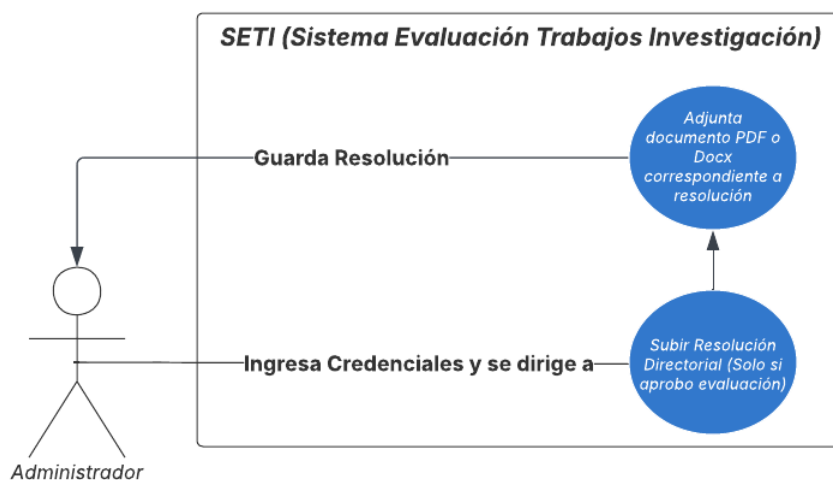 SETI (Sistema Evaluación Trabajos Investigación)
Adjunta
documento PDF o
Docx
correspondiente a
resolución
Guarda Resolución
Subir Resolución
Directorial (Solo si
aprobo evaluación)
Ingresa Credenciales y se dirige a
Administrador